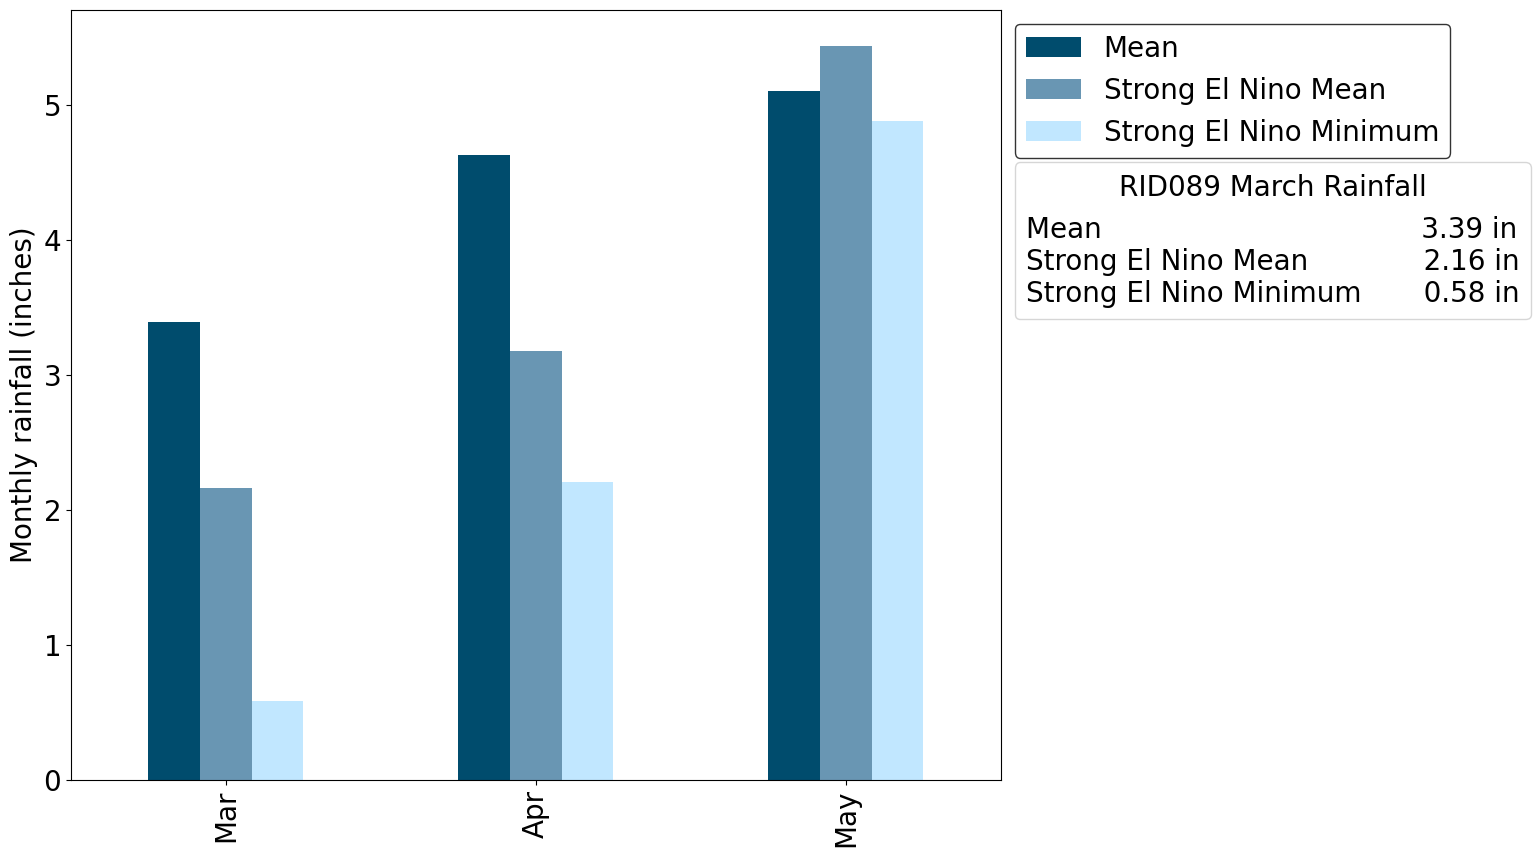 Monthly rainfall (inches)
5
4
3
2
1
0
Mar
Apr
May
Mean
Strong El Nino Mean
Strong El Nino Minimum
RID089 March Rainfall
Mean 3.39 in
Strong El Nino Mean 2.16 in
Strong El Nino Minimum 0.58 in